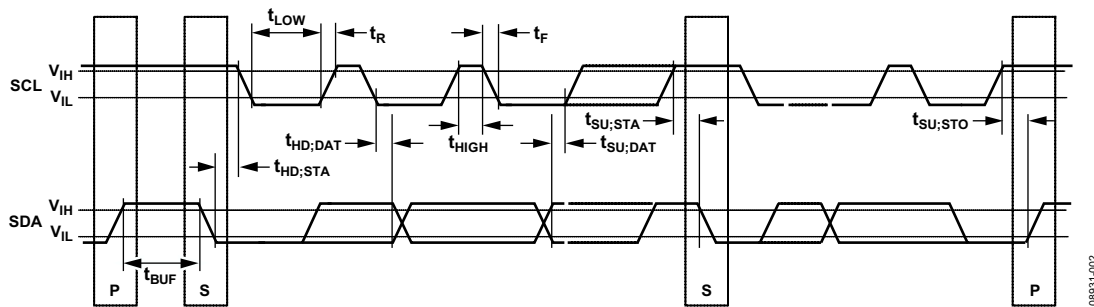 tLOW
tR
tF
SCL
VIH
VIL
tHD;DAT
tHIGH
tSU;STA
tSU;DAT
tSU;STO
tHD;STA
SDA
VIH
VIL
tBUF
P
S
S
P
08931-002